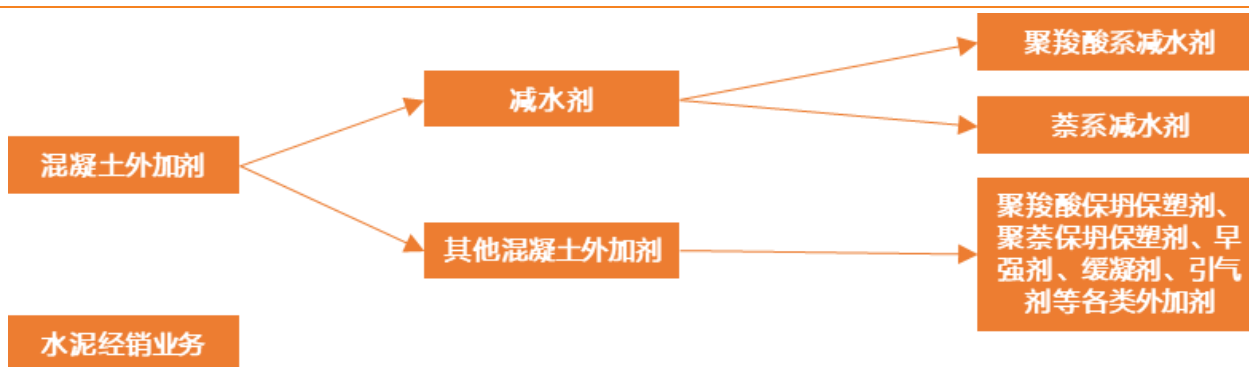 聚羧酸系减水剂
减水剂
萘系减水剂
混凝土外加剂
聚羧酸保坍保塑剂、
聚萘保坍保塑剂、早
强剂、缓凝剂、引气
剂等各类外加剂
其他混凝土外加剂
水泥经销业务